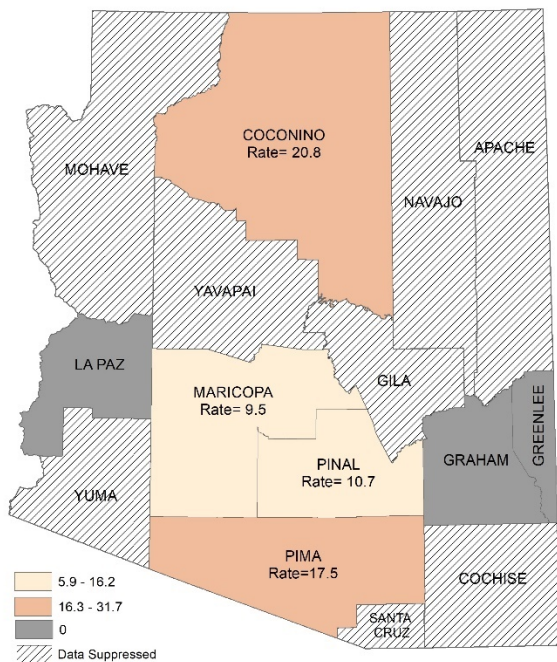 COCONINO
Rate= 20.8
MOHAVE
APACHE
NAVAJO
YAVAPAI
LA PAZ
MARICOPA
Rate= 9.5
GILA
GREENLEE
GRAHAM
PINAL
Rate= 10.7
YUMA
PIMA
Rate=17.5
COCHISE
SANTA
CRUZ
5.9 - 16.2
16.3 - 31.7
0
Data Suppressed